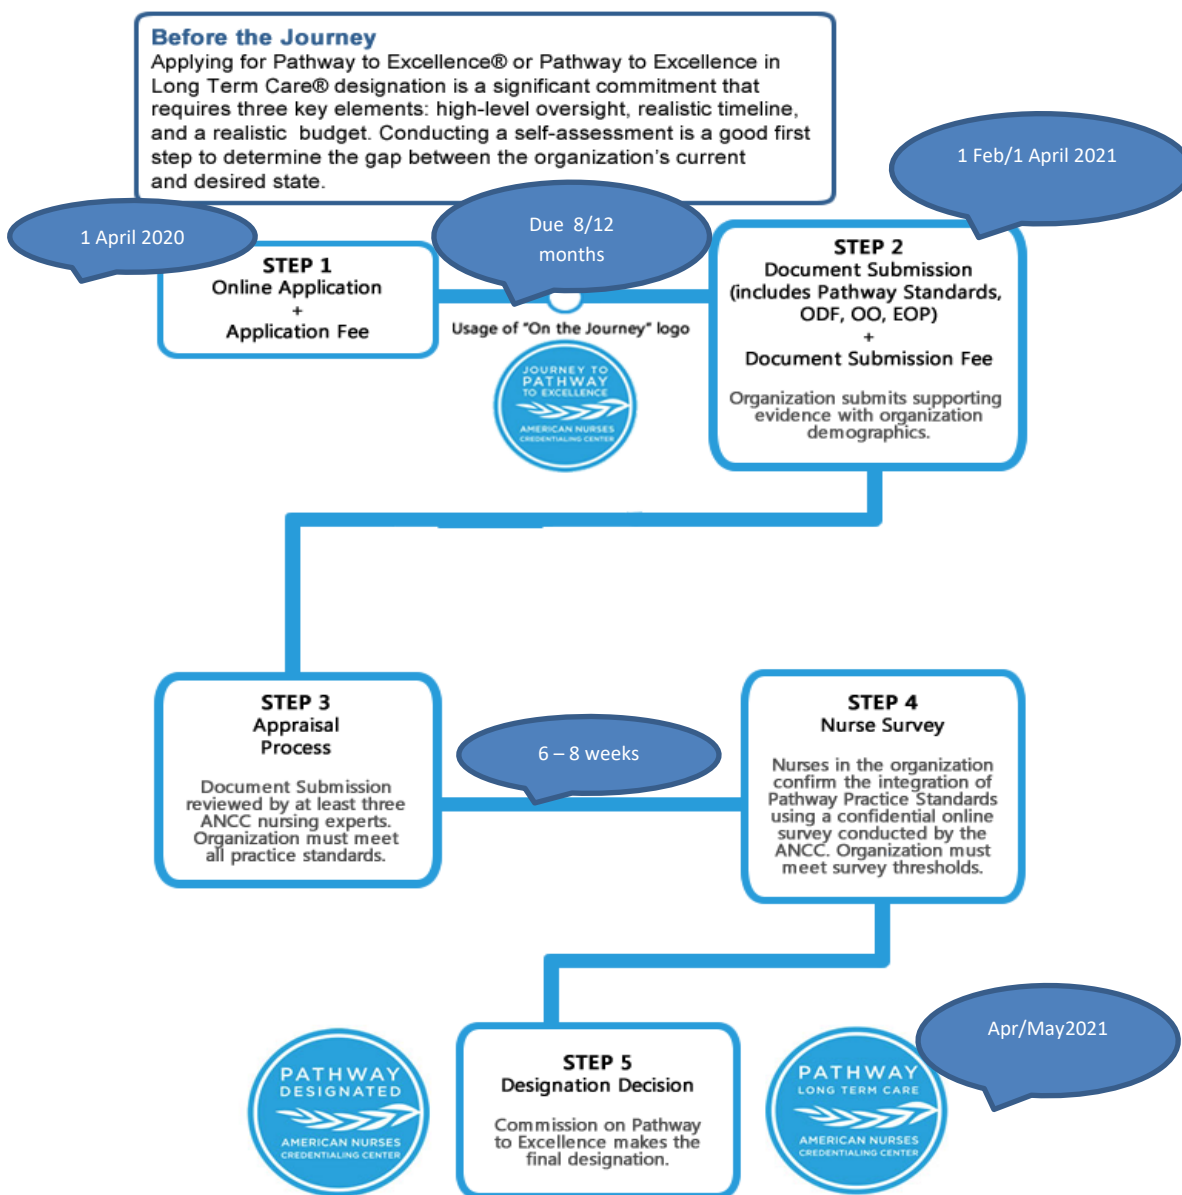 Before the Journey
Applying for Pathway to Excellence® or Pathway to Excellence in
Long Term Care® designation is a significant commitment that
requires three key elements: high-level oversight, realistic timeline,
and a realistic budget. Conducting a self-assessment is a good first
step to determine the gap between the organization's current
and desired state.
1 Feb/1 April 2021
1 April 2020
Due 8/12
months
STEP 1
Online Application
+
Application Fee
Usage of "On the Journey" logo
JOURNEY TO
PATHWAY
TO EXCELLENCE
AMERICAN NURSES
CREDENTIALING CENTER
STEP 2
Document Submission
(includes Pathway Standards,
ODF, OO, EOP)
+
Document Submission Fee
Organization submits supporting
evidence with organization
demographics.
STEP 3
Appraisal
Process
Document Submission
reviewed by at least three
ANCC nursing experts.
Organization must meet
all practice standards.
6 – 8 weeks
STEP 4
Nurse Survey
Nurses in the organization
confirm the integration of
Pathway Practice Standards
using a confidential online
survey conducted by the
ANCC. Organization must
meet survey thresholds.
PATHWAY
DESIGNATED
AMERICAN NURSES
CREDENTIALING CENTER
STEP 5
Designation Decision
Commission on Pathway
to Excellence makes the
final designation.
PATHWAY
LONG TERM CARE
AMERICAN NURSES
CREDENTIALING CENTER
Apr/May2021